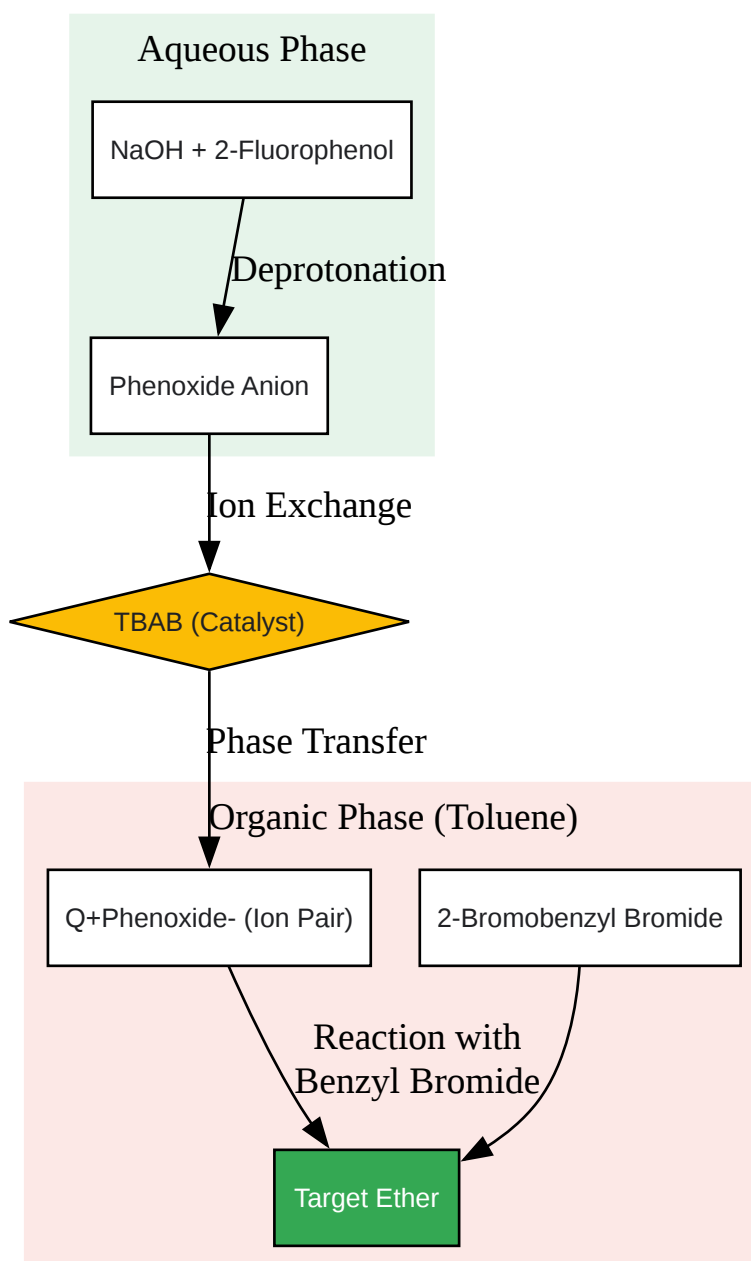 Aqueous Phase
NaOH + 2-Fluorophenol
Deprotonation
Phenoxide Anion
Ion Exchange
TBAB (Catalyst)
Phase Transfer
Organic Phase (Toluene)
Q+Phenoxide- (Ion Pair)
2-Bromobenzyl Bromide
Reaction with
Benzyl Bromide
Target Ether